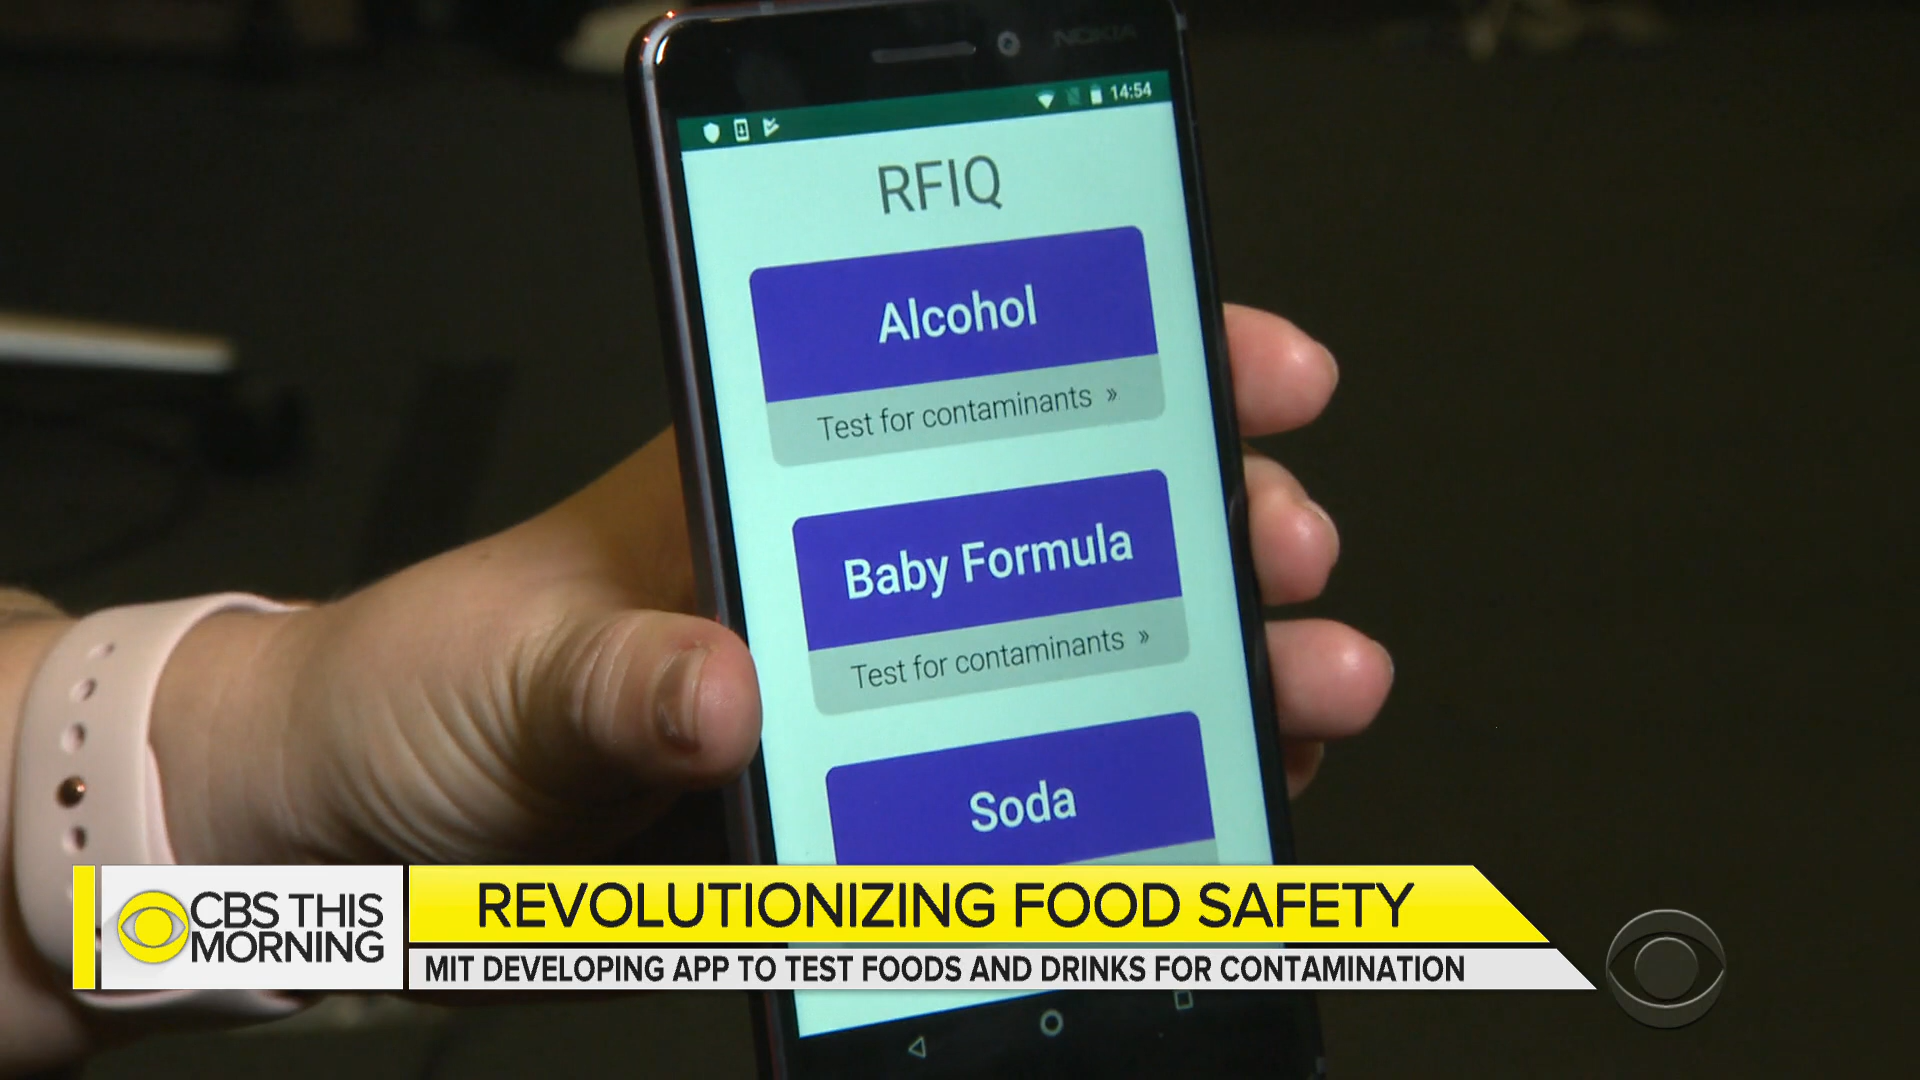 NOKIA
14:54
RFIQ
Alcohol
Test for contaminants »
Baby Formula
Test for contaminants »
Soda
CBS THIS
MORNING
REVOLUTIONIZING FOOD SAFETY
MIT DEVELOPING APP TO TEST FOODS AND DRINKS FOR CONTAMINATION